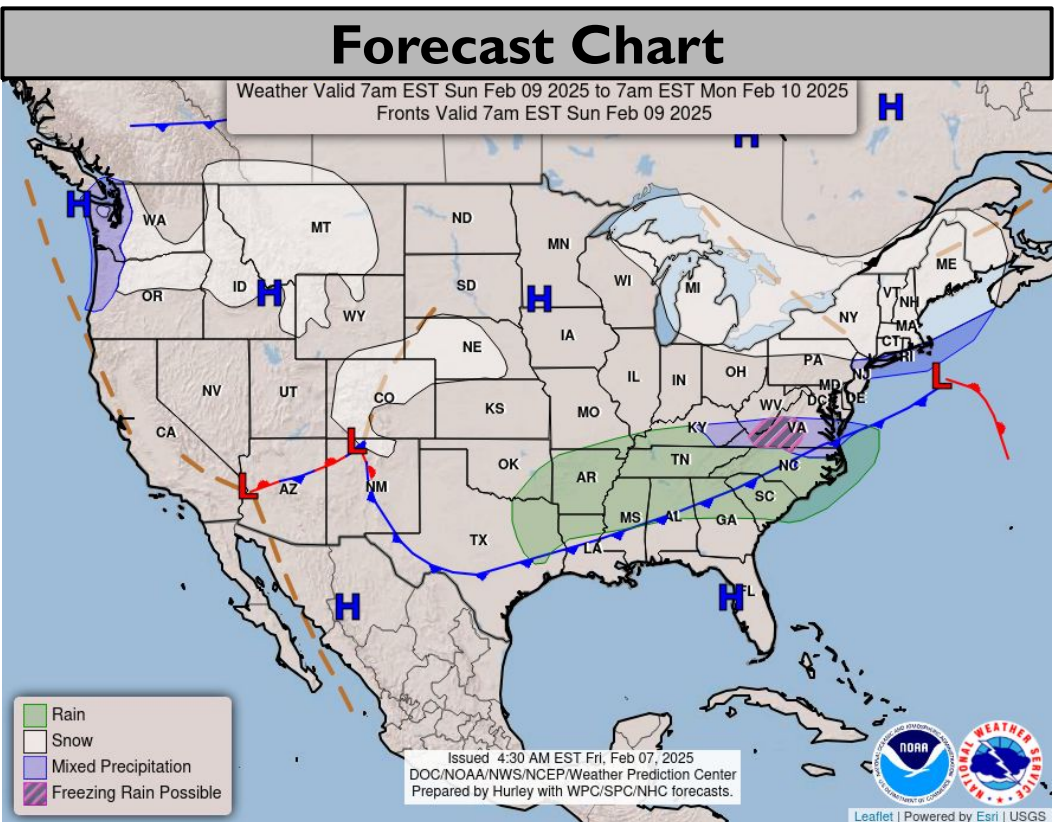 Forecast Chart
Weather Valid 7am EST Sun Feb 09 2025 to 7am EST Mon Feb 10 2025
Fronts Valid 7am EST Sun Feb 09 2025
H
H
H
WA
MT
ND
MN
ME
OR
ID
H
SD
H
WI
MI
VT
NH
WY
NY
MA
IA
CT
RI
NE
PA
NJ
L
NV
UT
CO
IL
IN
OH
MD
DE
DC
WV
KS
MO
CA
KY
VA
L
OK
TN
NC
L
AZ
NM
AR
SC
MS
AL
GA
TX
LA
H
H
FL
Rain
Snow
Mixed Precipitation
Freezing Rain Possible
Issued 4:30 AM EST Fri, Feb 07, 2025
DOC/NOAA/NWS/NCEP/Weather Prediction Center
Prepared by Hurley with WPC/SPC/NHC forecasts.
NOAA
NATIONAL WEATHER SERVICE
Leaflet | Powered by Esri | USGS